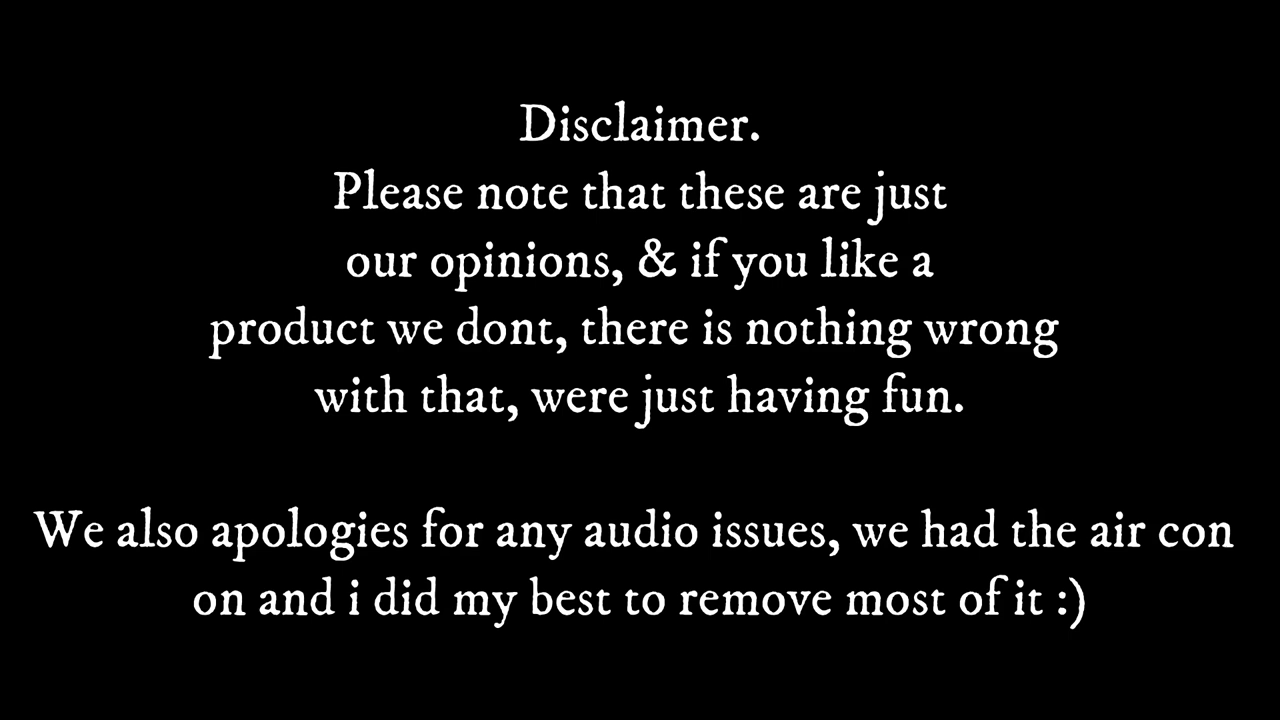 Disclaimer.
Please note that these are just
our opinions, & if you like a
product we dont, there is nothing wrong
with that, were just having fun.
We also apologies for any audio issues, we had the air con
on and i did my best to remove most of it :)